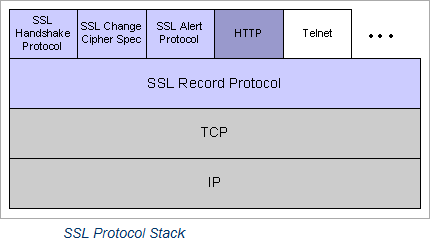 SSL
Handshake
Protocol
SSL Change
Cipher Spec
SSL Alert
Protocol
HTTP
Telnet
• • •
SSL Record Protocol
TCP
IP
SSL Protocol Stack